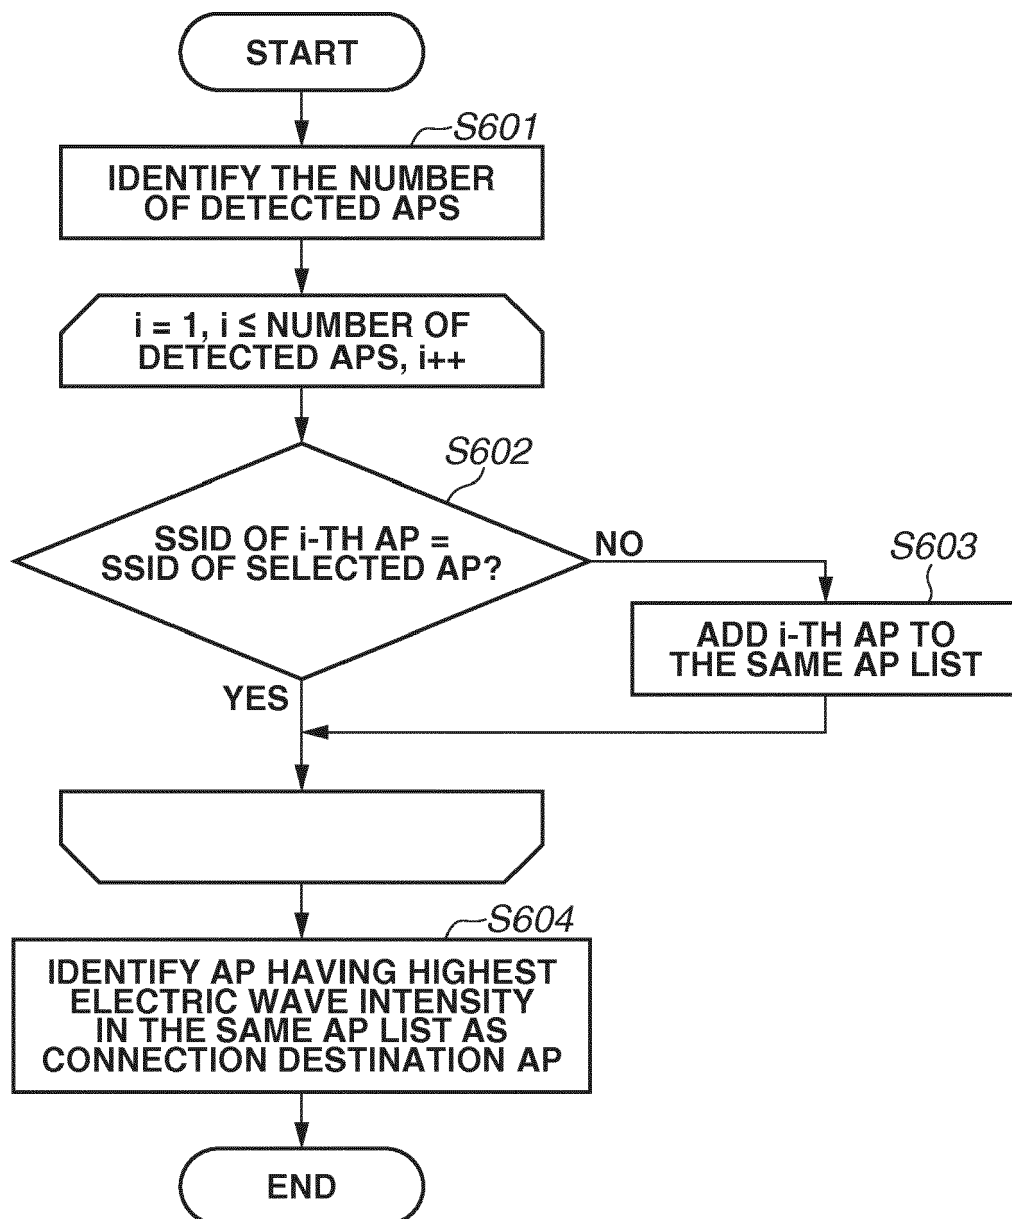 START
S601
IDENTIFY THE NUMBER
OF DETECTED APS
i = 1, i ≤ NUMBER OF
DETECTED APS, i++
S602
SSID OF i-TH AP =
SSID OF SELECTED AP?
NO
S603
ADD i-TH AP TO
THE SAME AP LIST
YES
S604
IDENTIFY AP HAVING HIGHEST
ELECTRIC WAVE INTENSITY
IN THE SAME AP LIST AS
CONNECTION DESTINATION AP
END